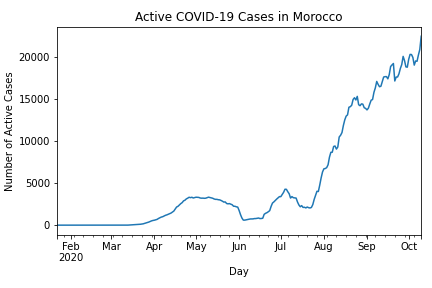 Active COVID-19 Cases in Morocco
Number of Active Cases
20000
15000
10000
5000
0
Feb Mar Apr May Jun Jul Aug Sep Oct
2020
Day